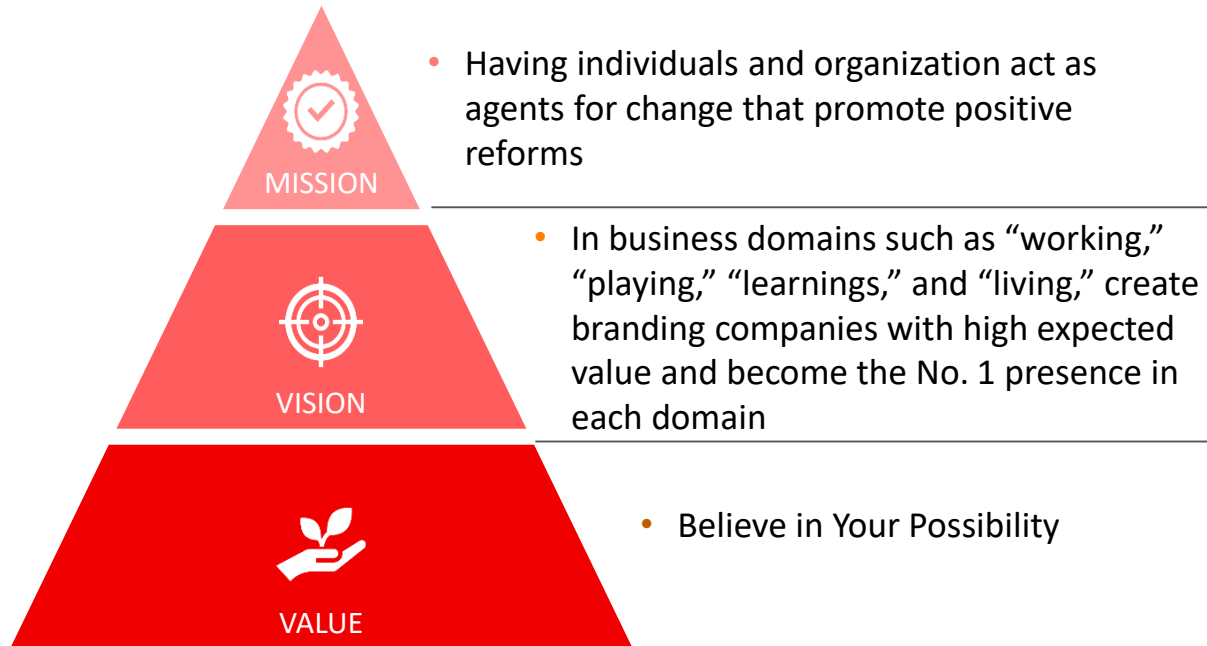 • Having individuals and organization act as
agents for change that promote positive
reforms
MISSION
• In business domains such as “working,”
“playing,” “learnings,” and “living,” create
branding companies with high expected
value and become the No. 1 presence in
each domain
VISION
• Believe in Your Possibility
VALUE